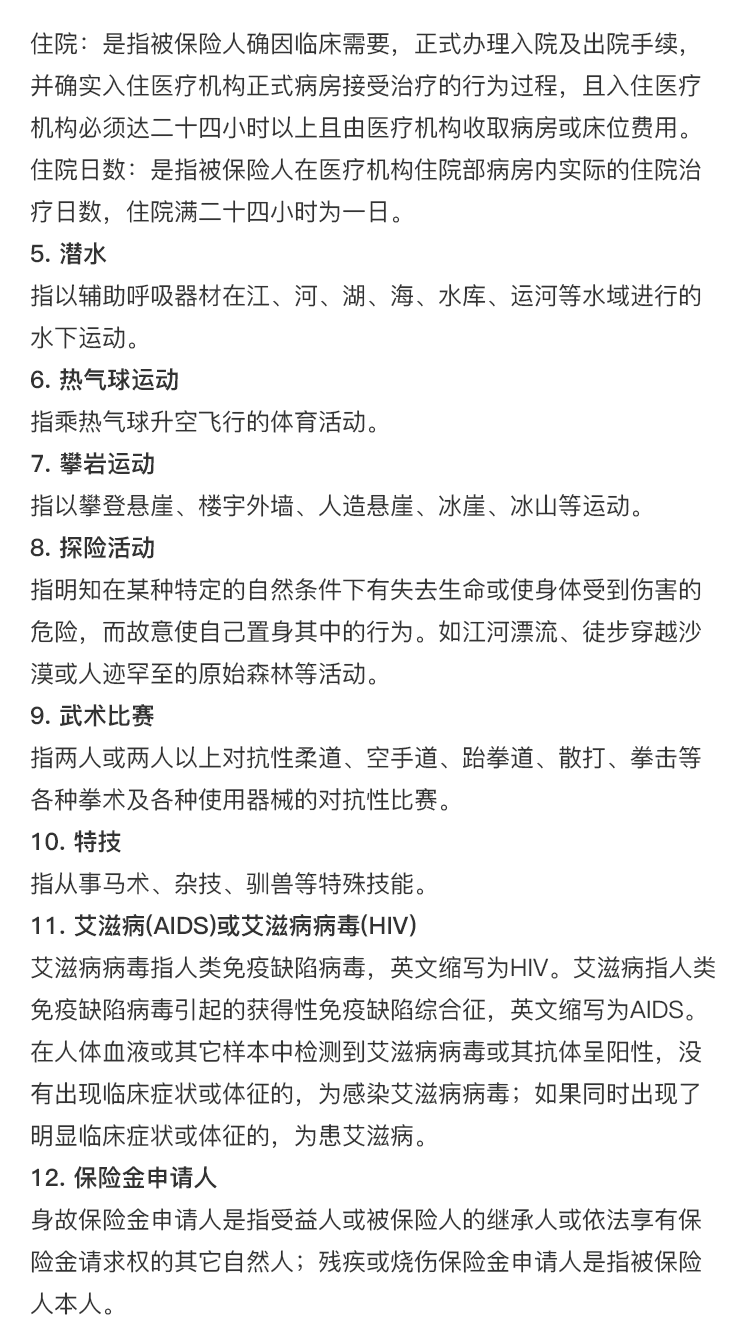 住院：是指被保险人确因临床需要，正式办理入院及出院手续，
并确实入住医疗机构正式病房接受治疗的行为过程，且入住医疗
机构必须达二十四小时以上且由医疗机构收取病房或床位费用。
住院日数：是指被保险人在医疗机构住院部病房内实际的住院治
疗日数，住院满二十四小时为一日。
5. 潜水
指以辅助呼吸器材在江、河、湖、海、水库、运河等水域进行的
水下运动。
6. 热气球运动
指乘热气球升空飞行的体育活动。
7. 攀岩运动
指以攀登悬崖、楼宇外墙、人造悬崖、冰崖、冰山等运动。
8. 探险活动
指明知在某种特定的自然条件下有失去生命或使身体受到伤害的
危险，而故意使自己置身其中的行为。如江河漂流、徒步穿越沙
漠或人迹罕至的原始森林等活动。
9. 武术比赛
指两人或两人以上对抗性柔道、空手道、跆拳道、散打、拳击等
各种拳术及各种使用器械的对抗性比赛。
10. 特技
指从事马术、杂技、驯兽等特殊技能。
11. 艾滋病(AIDS)或艾滋病病毒(HIV)
艾滋病病毒指人类免疫缺陷病毒，英文缩写为HIV。艾滋病指人类
免疫缺陷病毒引起的获得性免疫缺陷综合征，英文缩写为AIDS。
在人体血液或其它样本中检测到艾滋病病毒或其抗体呈阳性，没
有出现临床症状或体征的，为感染艾滋病病毒；如果同时出现了
明显临床症状或体征的，为患艾滋病。
12. 保险金申请人
身故保险金申请人是指受益人或被保险人的继承人或依法享有保
险金请求权的其它自然人；残疾或烧伤保险金申请人是指被保险
人本人。